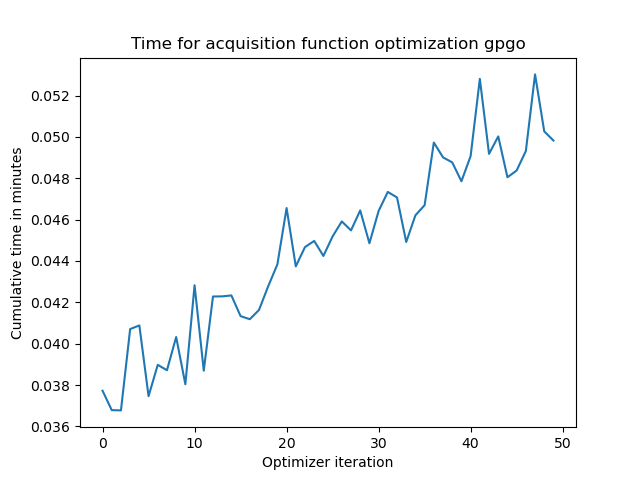 Time for acquisition function optimization gpgo
0.052
0.050
0.048
0.046
0.044
0.042
0.040
0.038
0.036
Cumulative time in minutes
0 10 20 30 40 50
Optimizer iteration